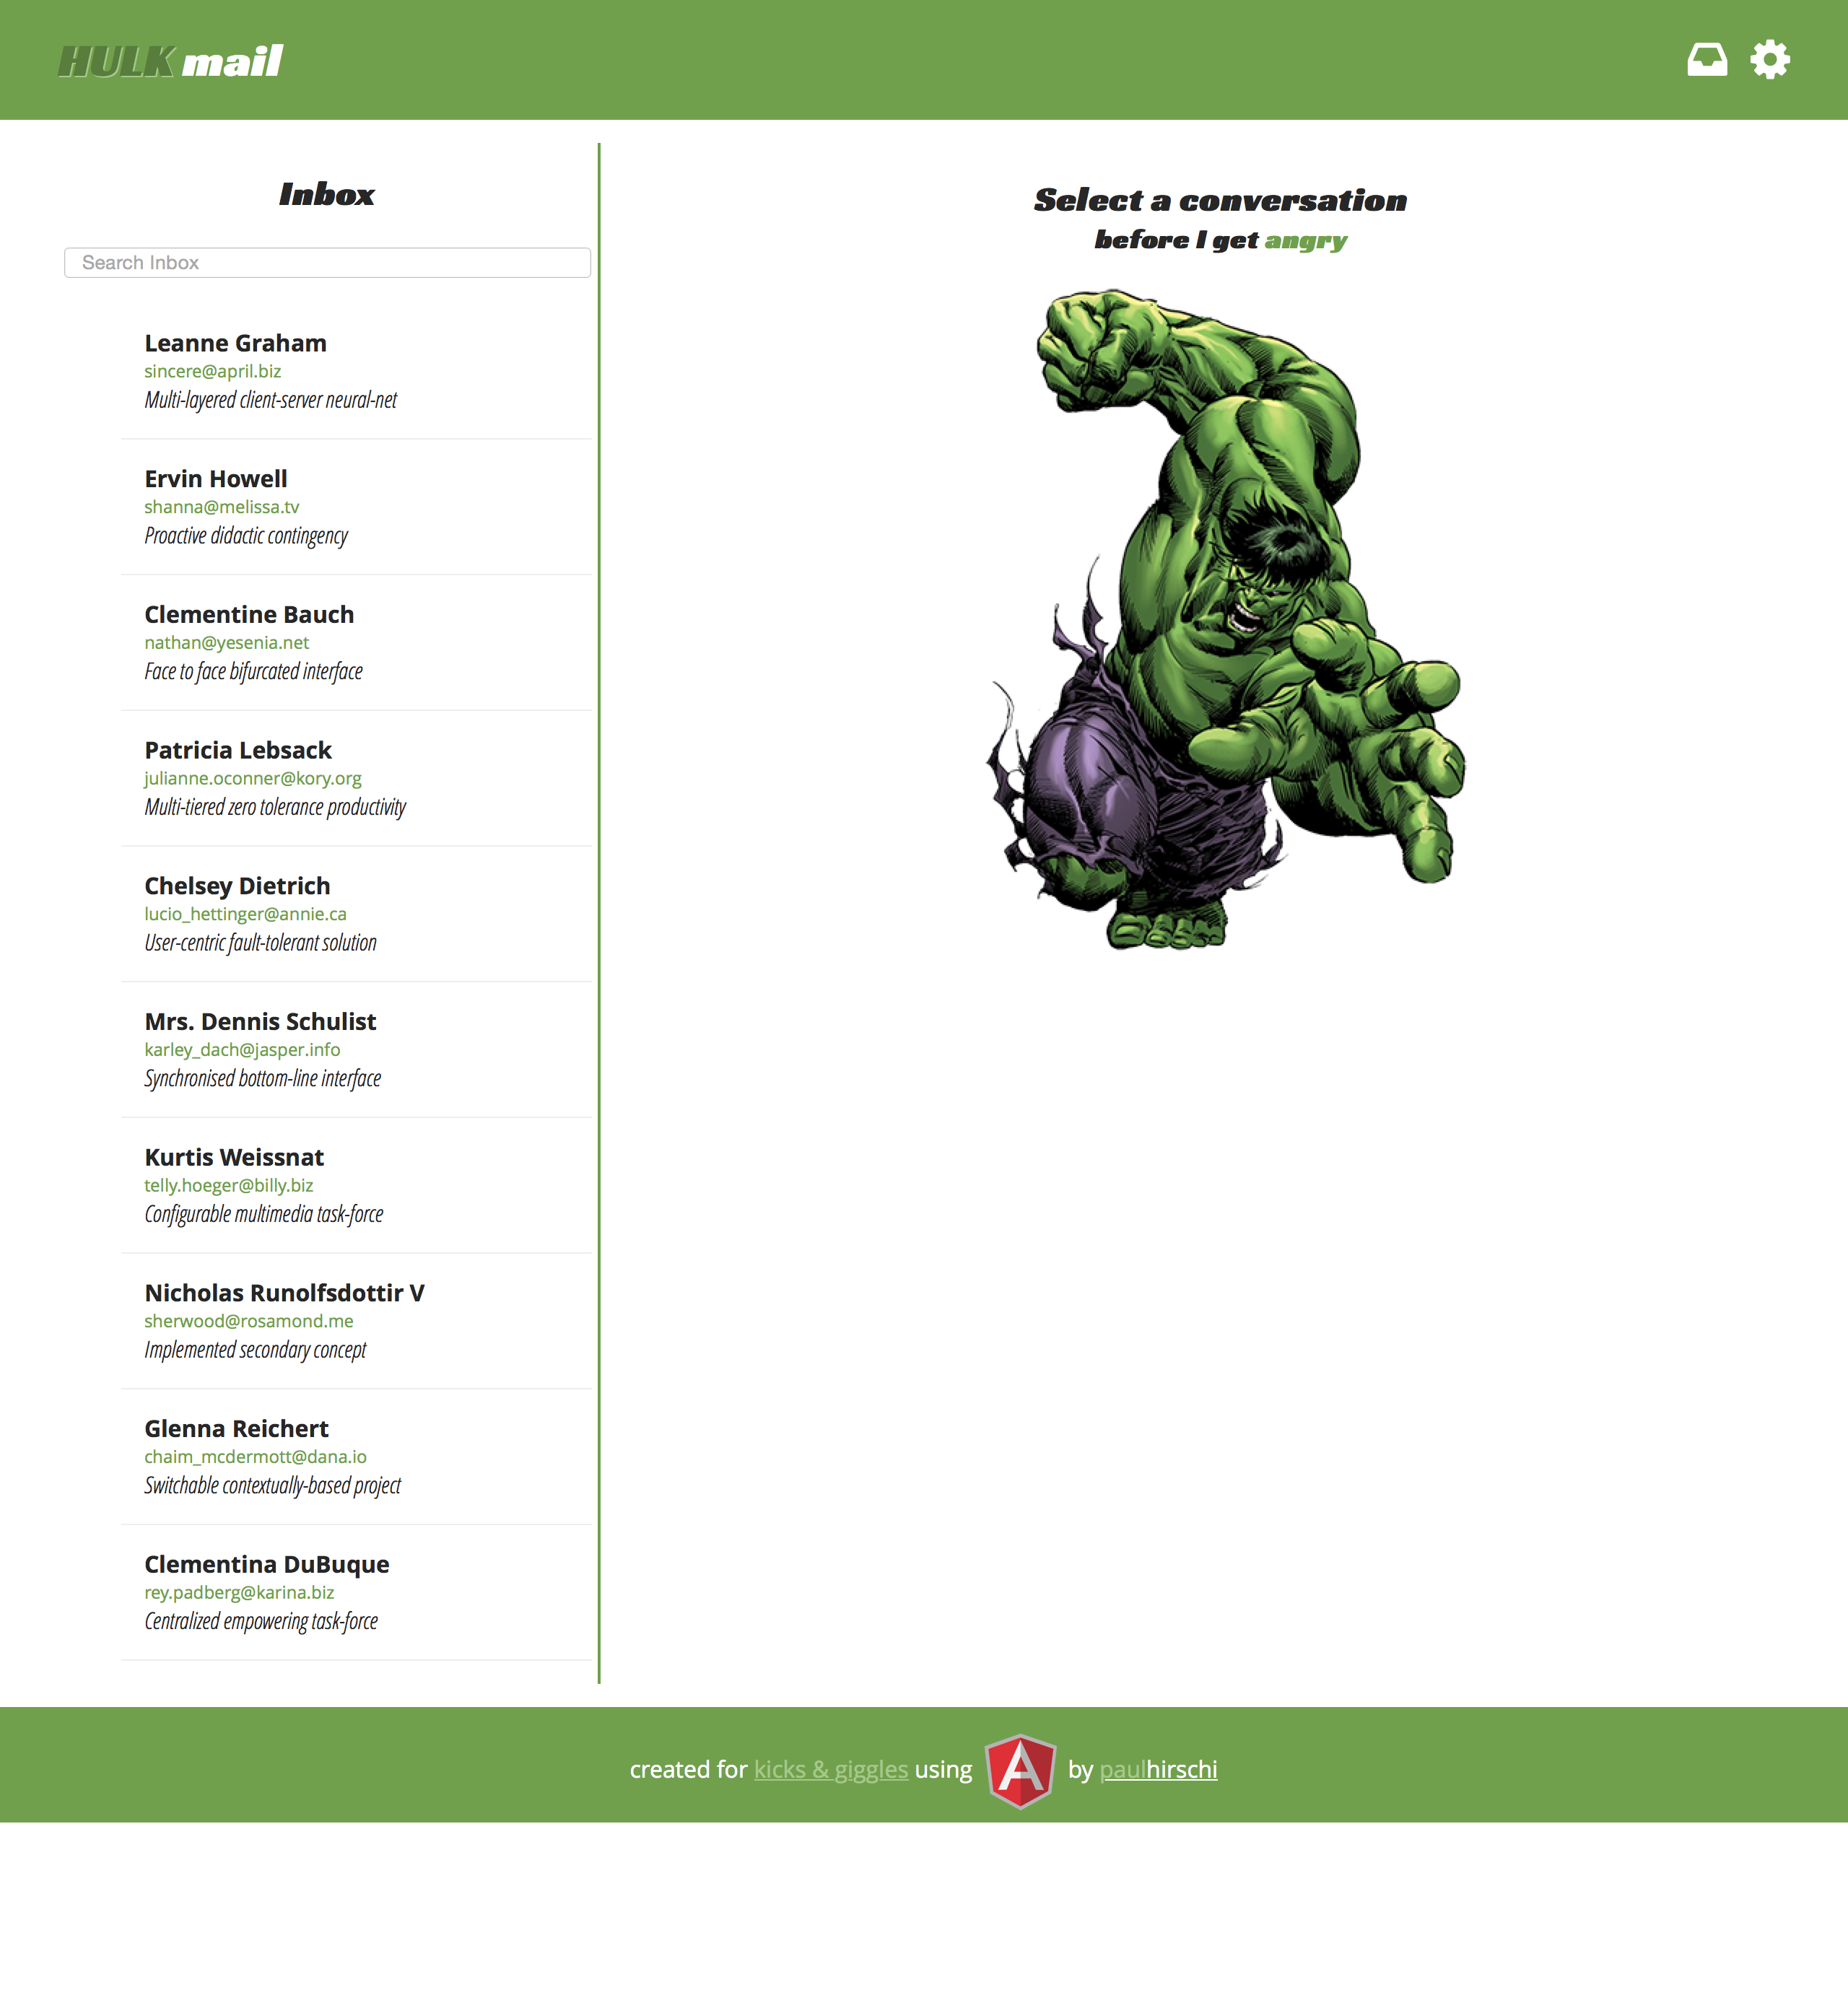 HULK mail
Inbox
Search Inbox
Leanne Graham
sincere@april.biz
Multi-layered client-server neural-net
Ervin Howell
shanna@melissa.tv
Proactive didactic contingency
Clementine Bauch
nathan@yesenia.net
Face to face bifurcated interface
Patricia Lebsack
julianne.oconner@kory.org
Multi-tiered zero tolerance productivity
Chelsey Dietrich
lucio_hettinger@annie.ca
User-centric fault-tolerant solution
Mrs. Dennis Schulist
karley_dach@jasper.info
Synchronised bottom-line interface
Kurtis Weissnat
telly.hoeger@billy.biz
Configurable multimedia task-force
Nicholas Runolfsdottir V
sherwood@rosamond.me
Implemented secondary concept
Glenna Reichert
chaim_mcdermott@dana.io
Switchable contextually-based project
Clementina DuBuque
rey.padberg@karina.biz
Centralized empowering task-force
Select a conversation
before I get angry
created for kicks & giggles using A by paulhirschi